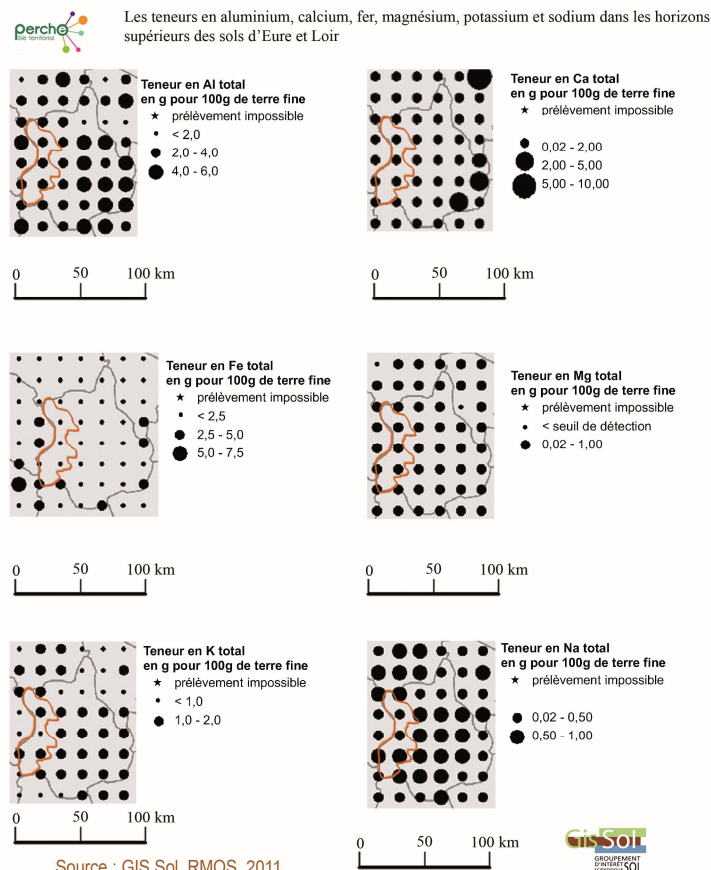 perche
Pôle territorial
Les teneurs en aluminium, calcium, fer, magnésium, potassium et sodium dans les horizons
supérieurs des sols d'Eure et Loir
Teneur en Al total
en g pour 100g de terre fine
★ prélèvement impossible
< 2,0
2,0 - 4,0
4,0 - 6,0
0 50 100 km
Teneur en Ca total
en g pour 100g de terre fine
★ prélèvement impossible
0,02 - 2,00
2,00 - 5,00
5,00 - 10,00
0 50 100 km
Teneur en Fe total
en g pour 100g de terre fine
★ prélèvement impossible
< 2,5
2,5 - 5,0
5,0 - 7,5
0 50 100 km
Teneur en Mg total
en g pour 100g de terre fine
★ prélèvement impossible
< seuil de détection
0,02 - 1,00
0 50 100 km
Teneur en K total
en g pour 100g de terre fine
★ prélèvement impossible
< 1,0
1,0 - 2,0
0 50 100 km
Teneur en Na total
en g pour 100g de terre fine
★ prélèvement impossible
0,02 - 0,50
0,50 - 1,00
0 50 100 km
Source : GIS Sol, RMQS, 2011
GisSol
GROUPEMENT
D'INTÉRÊT
SCIENTIFIQUE SOL